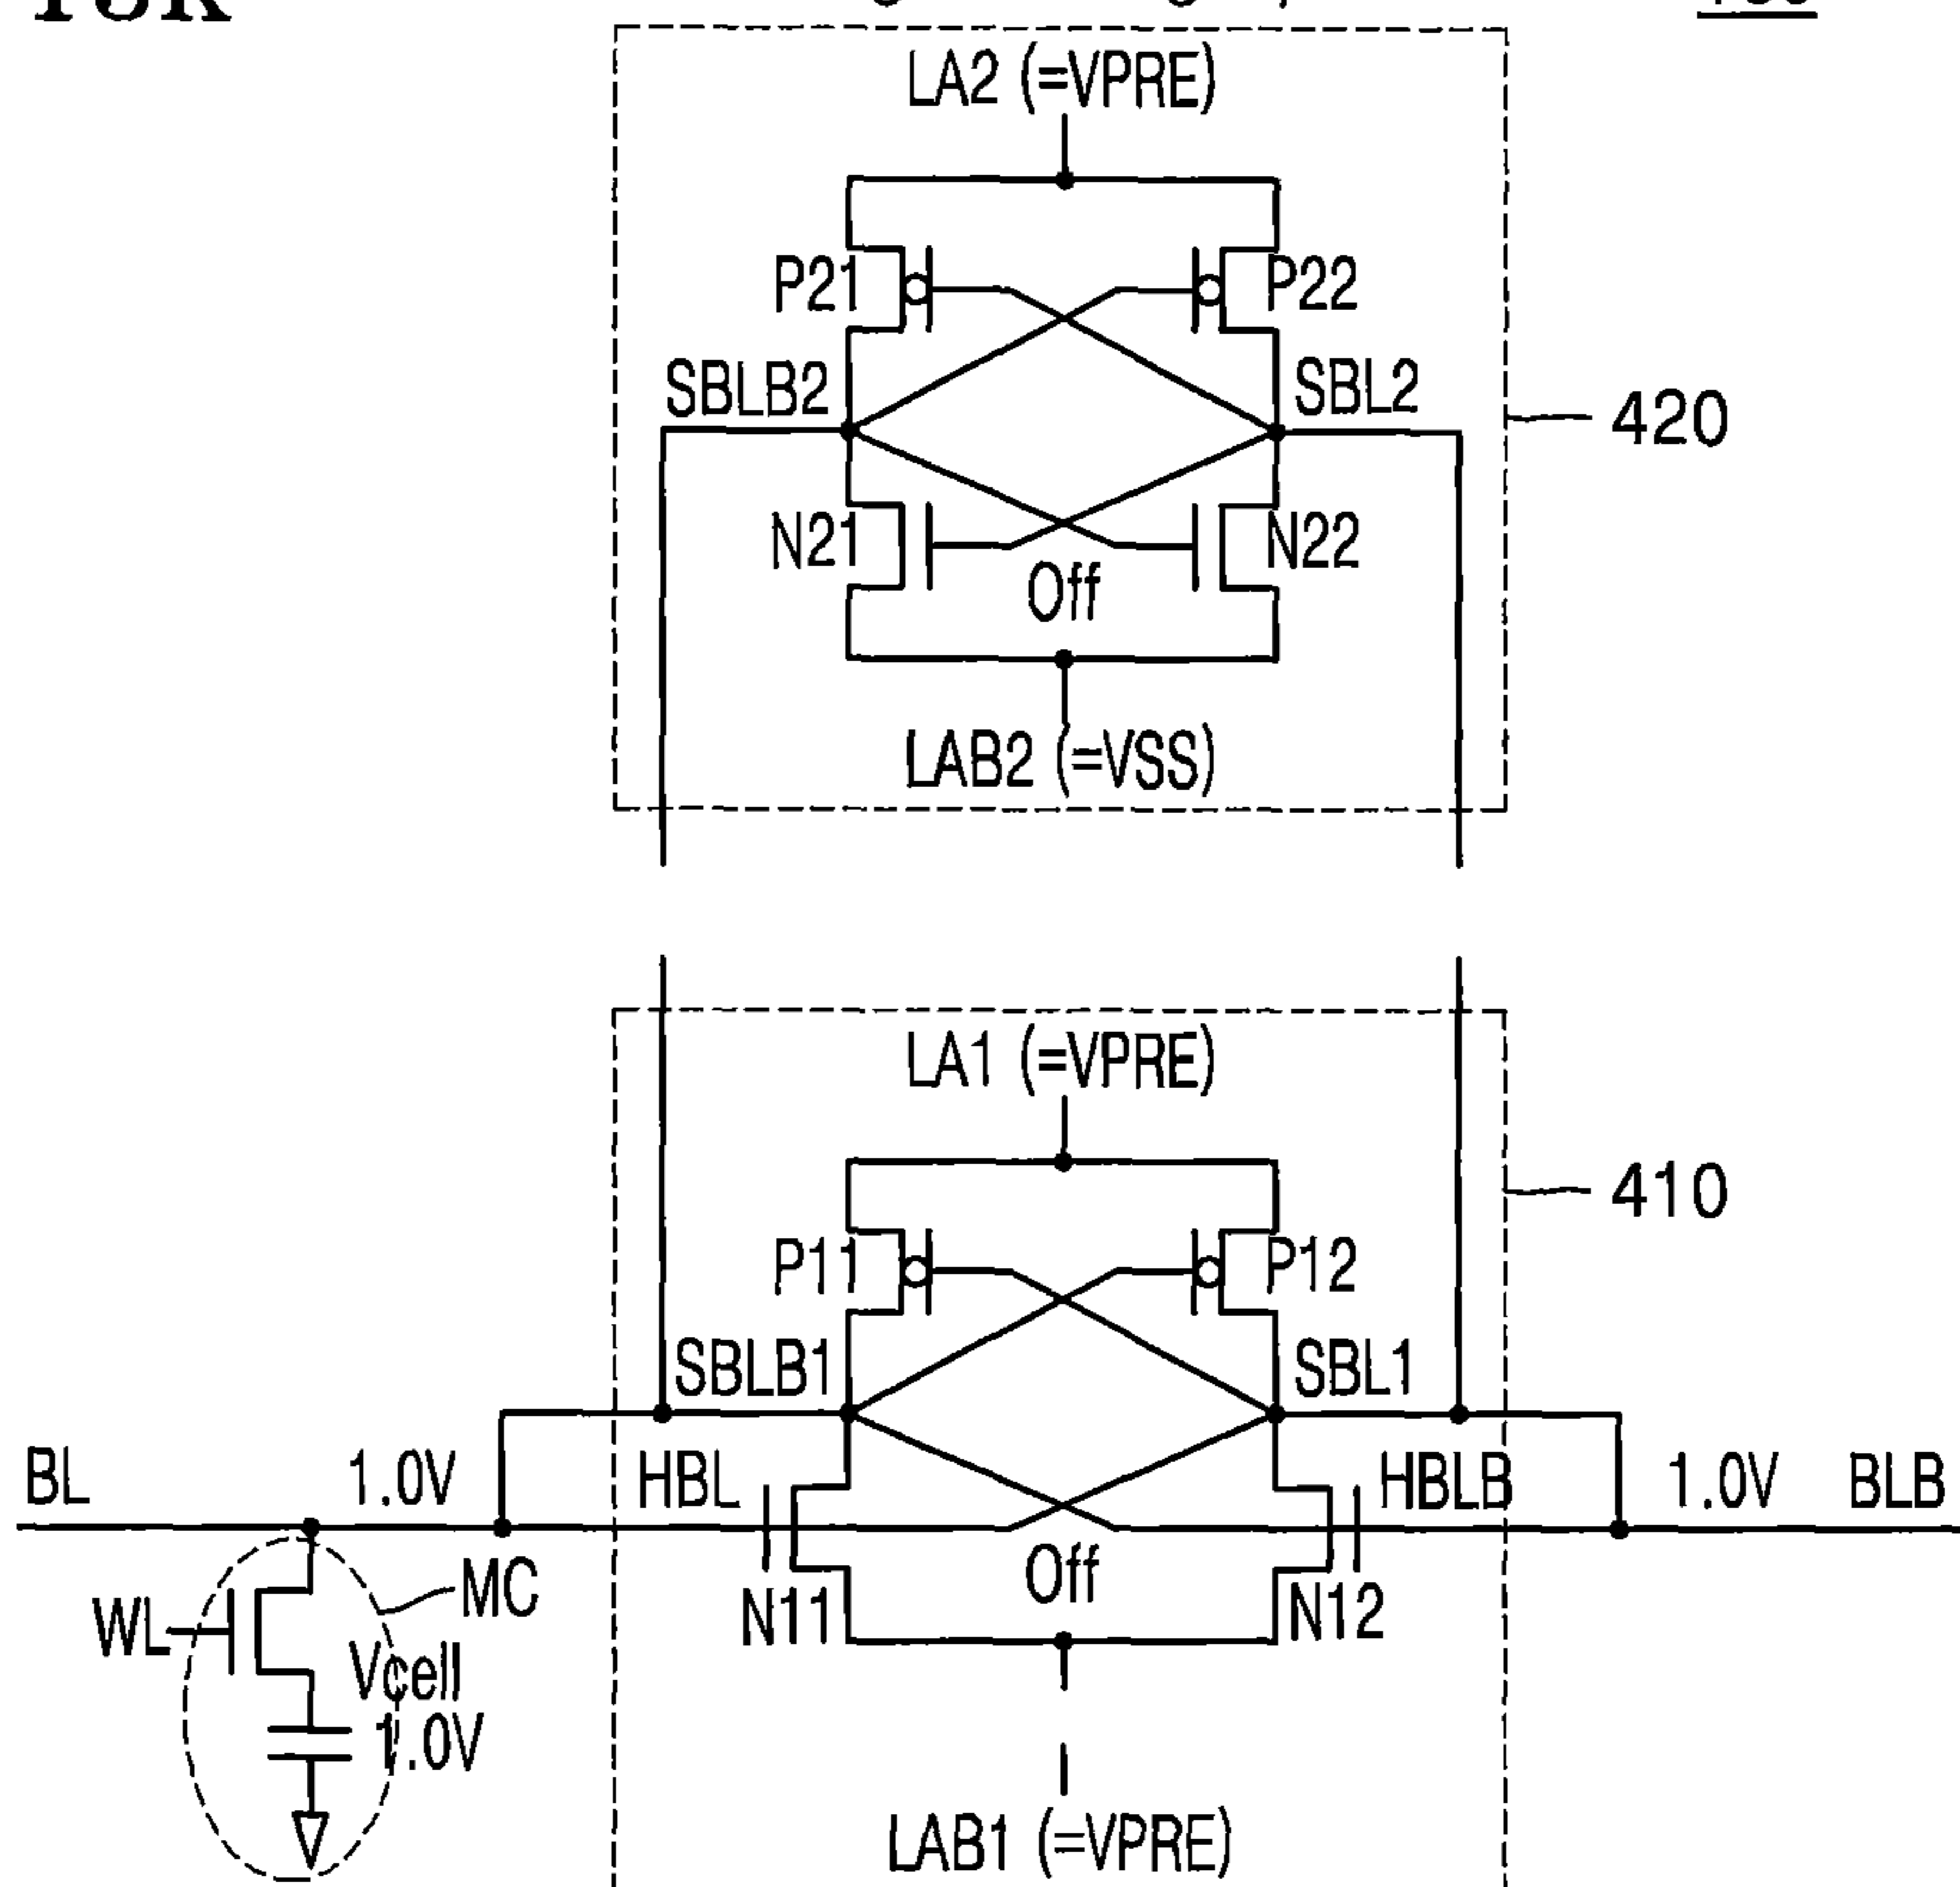 LA2 (=VPRE)
P21
P22
SBLB2
SBL2
420
N21
N22
Off
LAB2 (=VSS)
LA1 (=VPRE)
410
P11
P12
SBLB1
SBL1
BL
1.0V
HBL
HBLB
1.0V
BLB
Off
MC
N11
N12
WL
Vcell
1.0V
LAB1 (=VPRE)